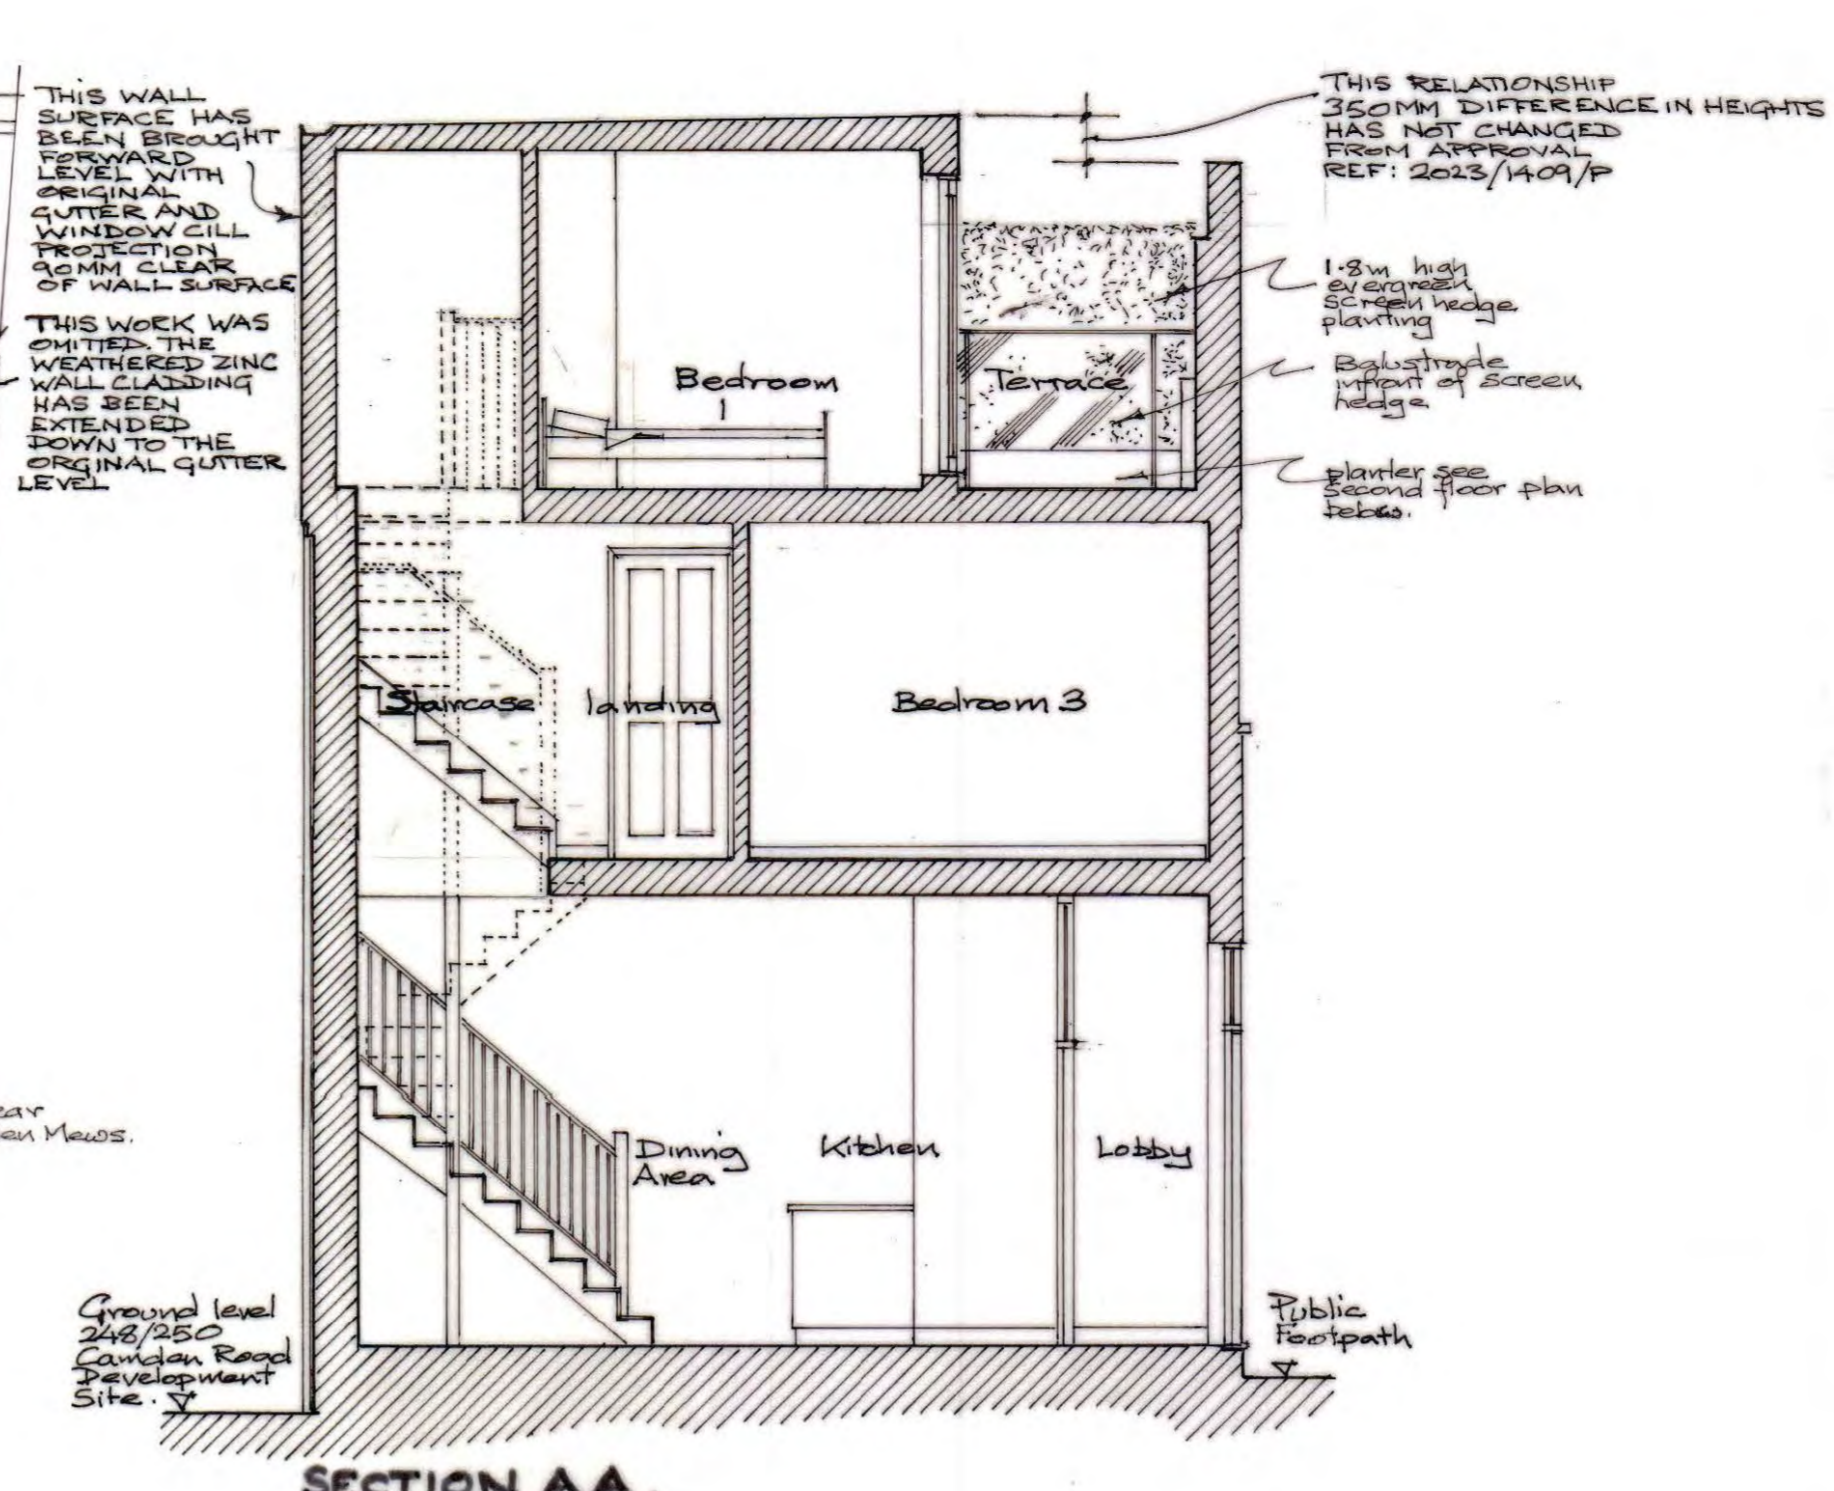 THIS WALL
SURFACE HAS
BEEN BROUGHT
FORWARD
LEVEL WITH
ORIGINAL
GUTTER AND
WINDOW CILL
PROJECTION
90MM CLEAR
OF WALL SURFACE
THIS WORK WAS
OMITTED. THE
WEATHERED ZINC
WALL CLADDING
HAS BEEN
EXTENDED
DOWN TO THE
ORGINAL GUTTER
LEVEL
THIS RELATIONSHIP
350MM DIFFERENCE IN HEIGHTS
HAS NOT CHANGED
FROM APPROVAL
REF: 2023/1409/P
1.8m high
evergreen
screen hedge
planting
Balustrade
infront of screen
hedge
planter see
second floor plan
below.
Bedroom
1
Terrace
Staircase
landing
Bedroom 3
Dining
Area
Kitchen
Lobby
en Mews.
Ground level
248/250
Camden Road
Development
Site.
Public
Footpath
SECTION AA